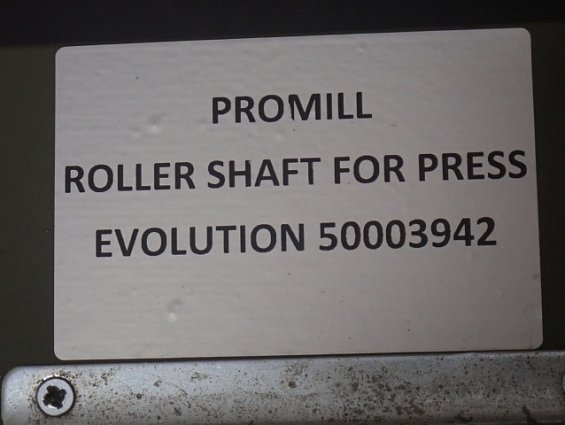 PROMILL
ROLLER SHAFT FOR PRESS
EVOLUTION 50003942